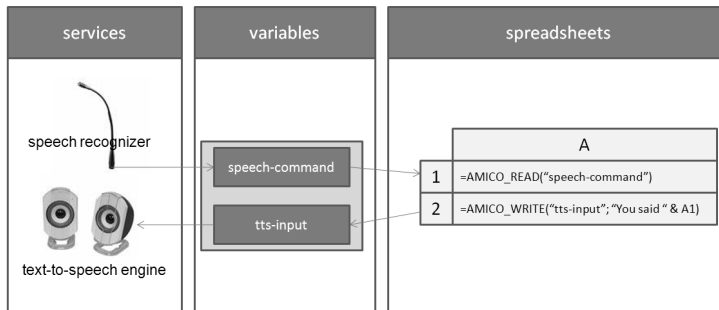 services
variables
spreadsheets
speech recognizer
text-to-speech engine
speech-command
tts-input
A
1 =AMICO_READ(“speech-command”)
2 =AMICO_WRITE(“tts-input”; “You said “ & A1)